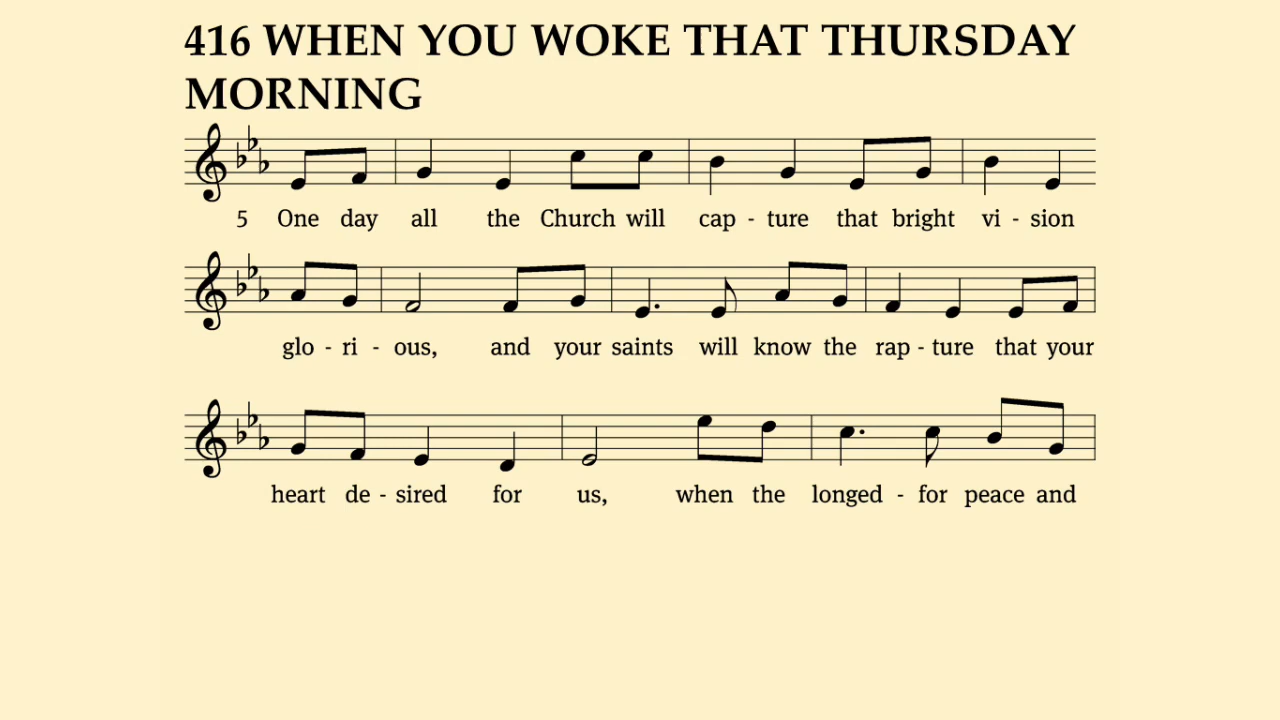 416 WHEN YOU WOKE THAT THURSDAY
MORNING
5 One day all the Church will cap - ture that bright vi - sion
glo - ri - ous, and your saints will know the rap - ture that your
heart de - sired for us, when the longed - for peace and